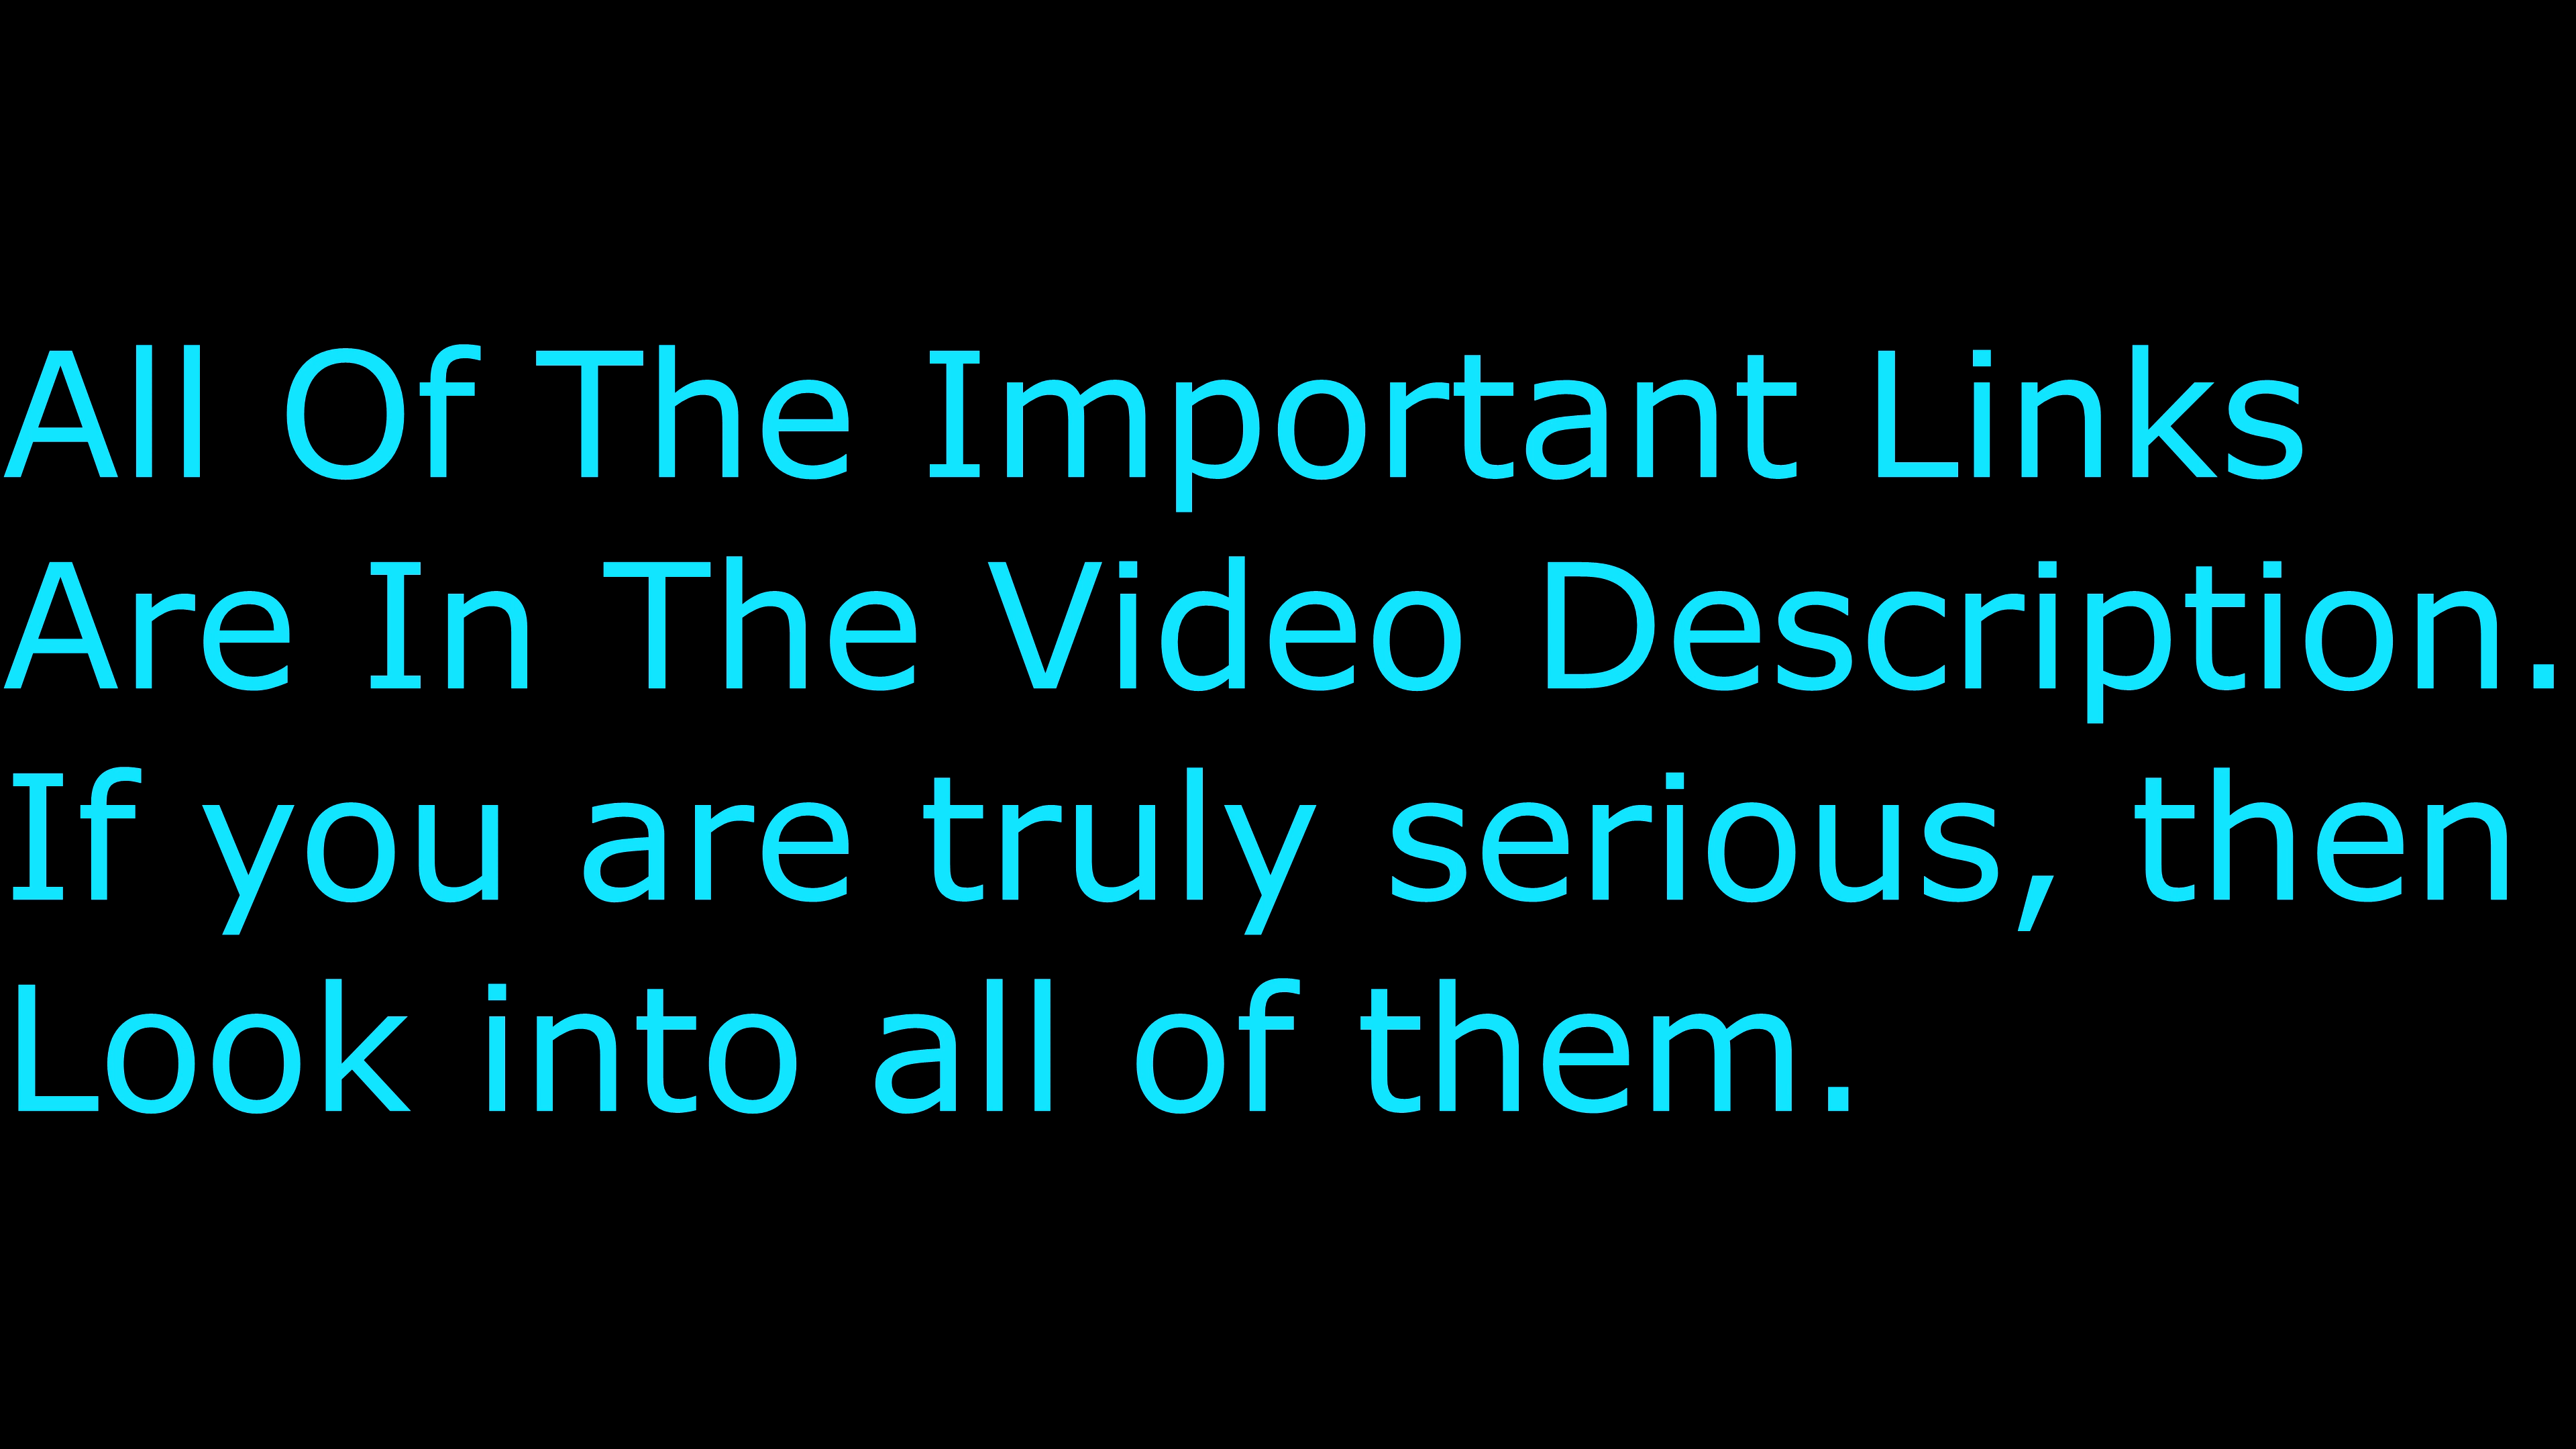 All Of The Important Links
Are In The Video Description.
If you are truly serious, then
Look into all of them.